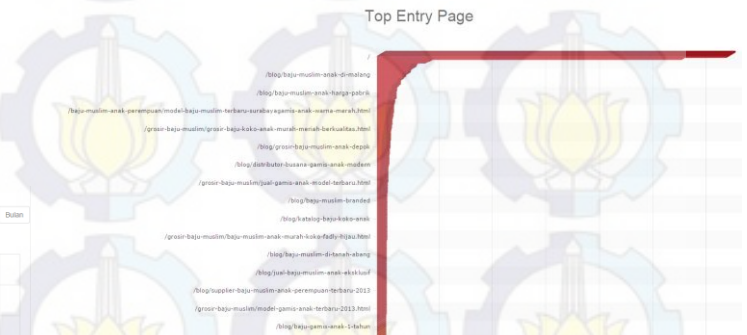 Top Entry Page
/
/blog/baju-muslim-anak-di-malang
/blog/baju-muslim-anak-harga-pabrik
/baju-muslim-anak-perempuan/model-baju-muslim-terbaru-surabayagamis-anak-warna-merah.html
/grosir-baju-muslim/grosir-baju-koko-anak-murah-meriah-berkualitas.html
/blog/grosir-baju-muslim-anak-depok
/blog/distributor-busana-gamis-anak-modern
/grosir-baju-muslim/jual-gamis-anak-model-terbaru.html
/blog/baju-muslim-branded
Bulan
/blog/katalog-baju-koko-anak
/grosir-baju-muslim/baju-muslim-anak-murah-koko-fadly-hijau.html
/blog/baju-muslim-di-tanah-abang
/blog/jual-baju-muslim-anak-eksklusif
/blog/supplier-baju-muslim-anak-perempuan-terbaru-2013
/grosir-baju-muslim/model-gamis-anak-terbaru-2013.html
/blog/baju-gamis-anak-1-tahun